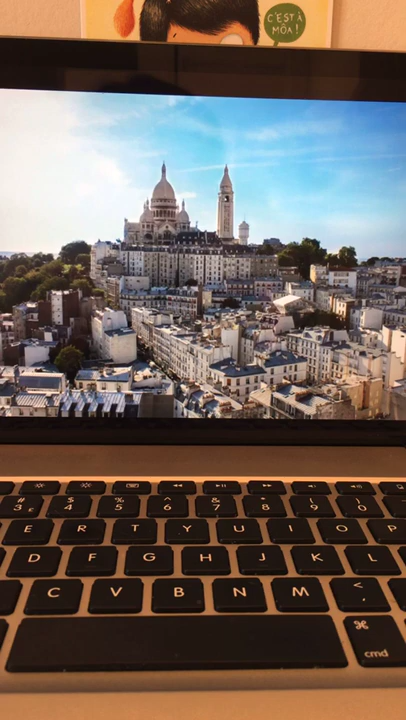 C'EST À
MÔA!
# $ % ^ & * ( )
3 4 5 6 7 8 9 0
E R T Y U I O P
D F G H J K L
C V B N M < ,
⌘
cmd